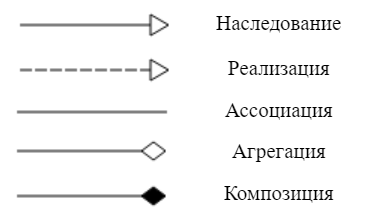 Наследование
Реализация
Ассоциация
Агрегация
Композиция